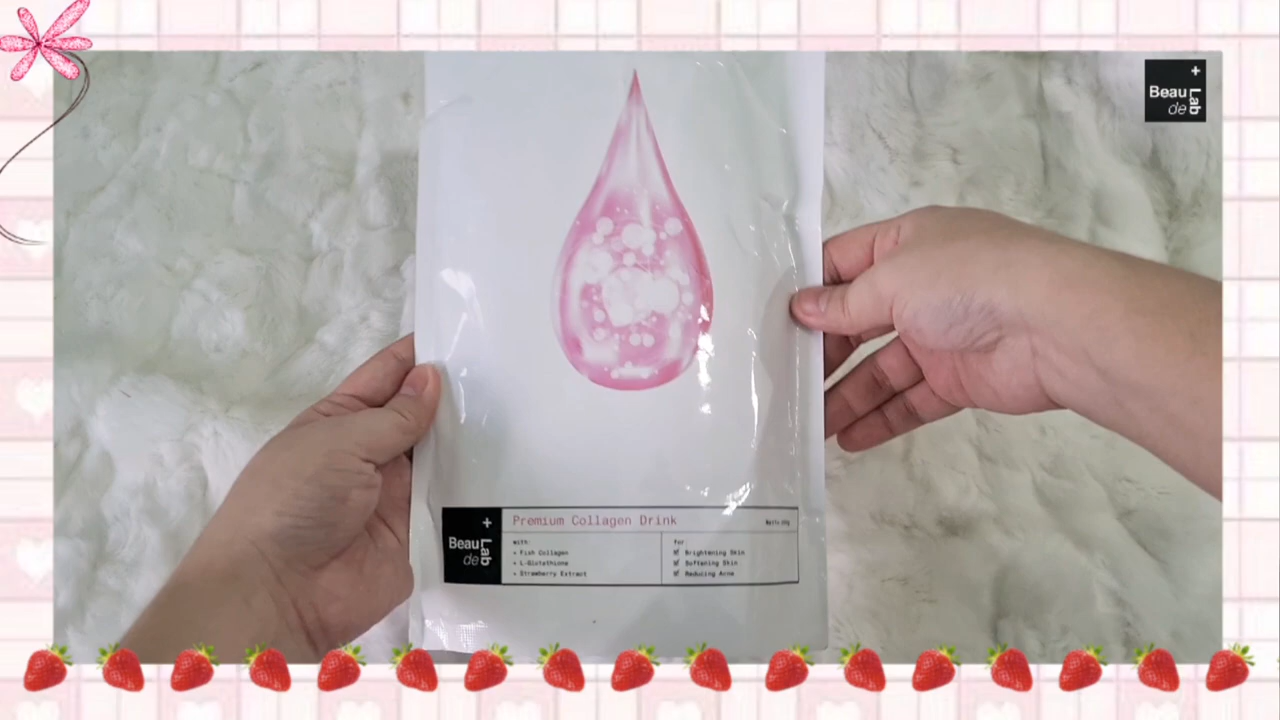 +
Beau Lab
de
+
Beau Lab
de
Premium Collagen Drink
with:
+ Fish Collagen
+ L-Glutathione
+ Strawberry Extract
for
Brightening Skin
Softening Skin
Reducing Acne